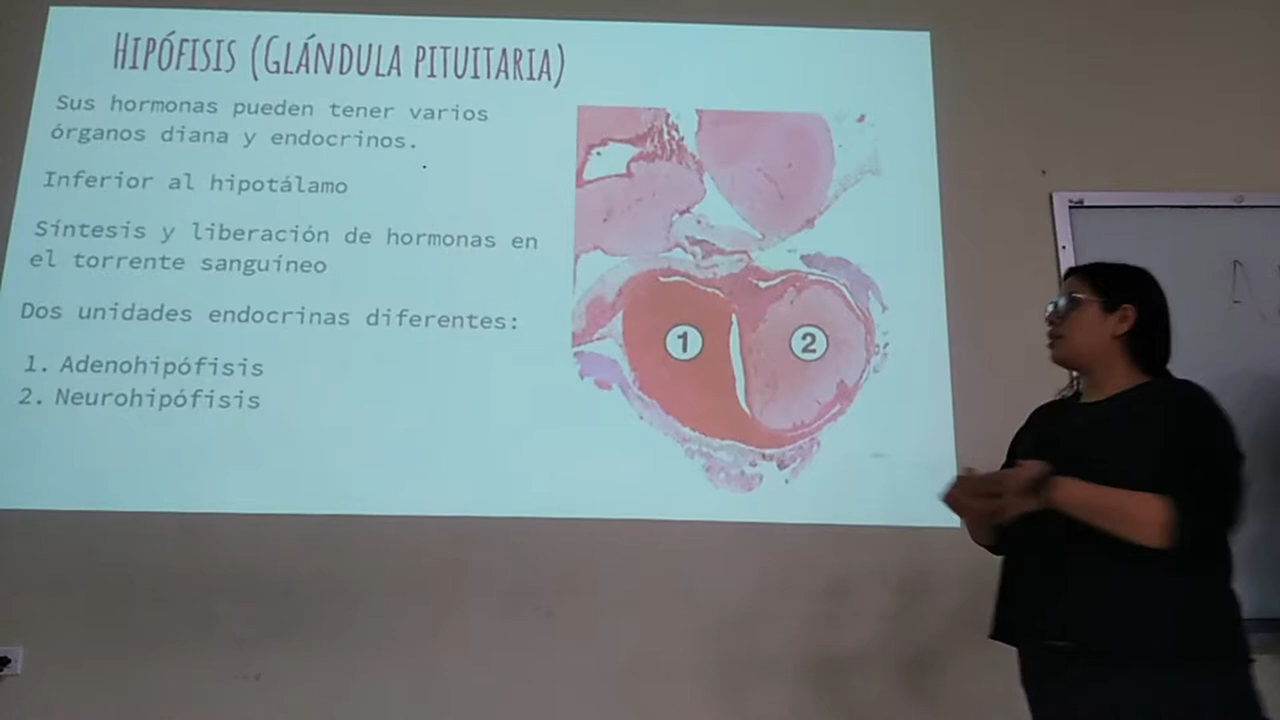 HIPÓFISIS (GLÁNDULA PITUITARIA)
Sus hormonas pueden tener varios
órganos diana y endocrinos.
Inferior al hipotálamo
Síntesis y liberación de hormonas en
el torrente sanguíneo
Dos unidades endocrinas diferentes:
1. Adenohipófisis
2. Neurohipófisis
1
2